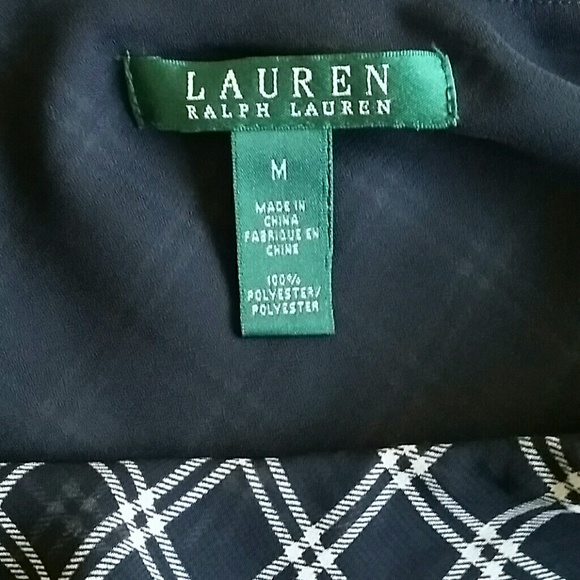 LAUREN
RALPH LAUREN
M
MADE IN
CHINA
FABRIQUE EN
CHINE
100%
POLYESTER/
POLYESTER